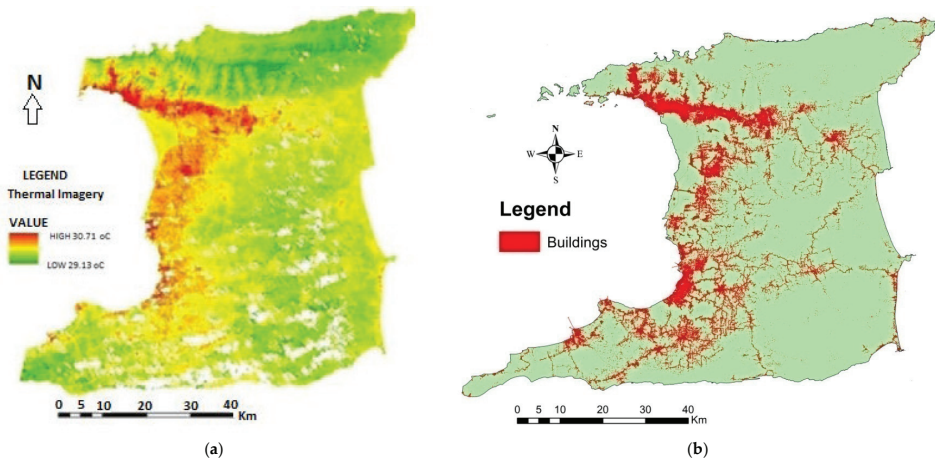 N
LEGEND
Thermal Imagery
VALUE
HIGH 30.71 oC
LOW 29.13 oC
0 5 10 20 30 40
Km
(a)
N
W E
S
Legend
Buildings
0 5 10 20 30 40
Km
(b)